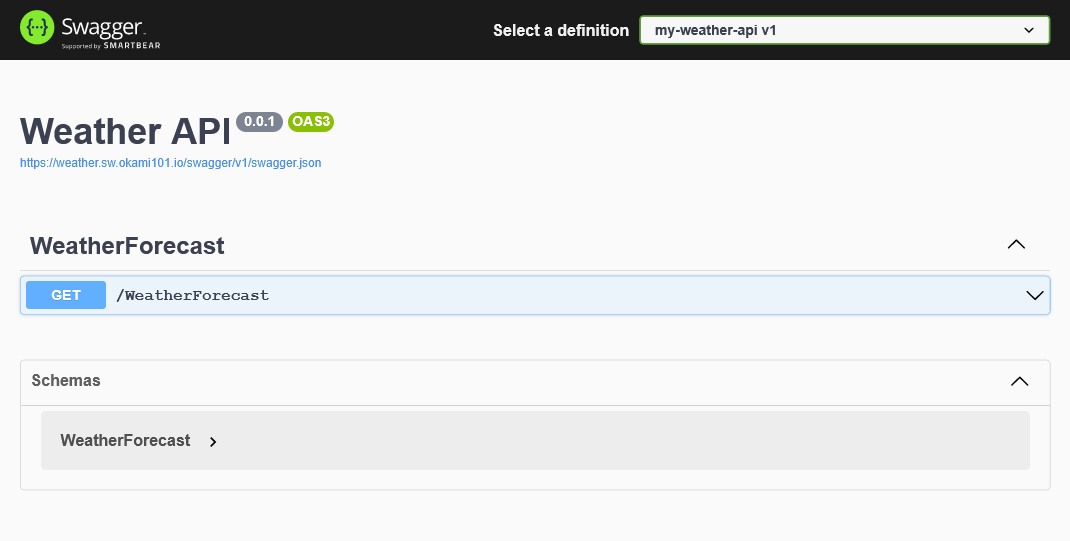 Swagger.
Supported by SMARTBEAR
Select a definition
my-weather-api v1
Weather API 0.0.1 OAS3
https://weather.sw.okami101.io/swagger/v1/swagger.json
WeatherForecast
GET /WeatherForecast
Schemas
WeatherForecast